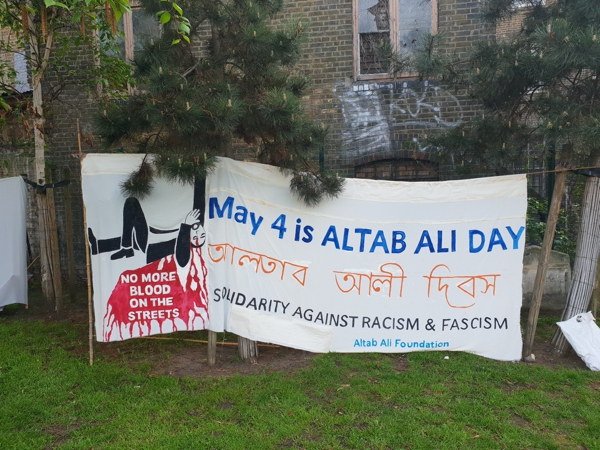 May 4 is ALTAB ALI DAY
আলতাব আলী দিবস
SOLIDARITY AGAINST RACISM & FASCISM
Altab Ali Foundation
NO MORE
BLOOD
ON THE
STREETS